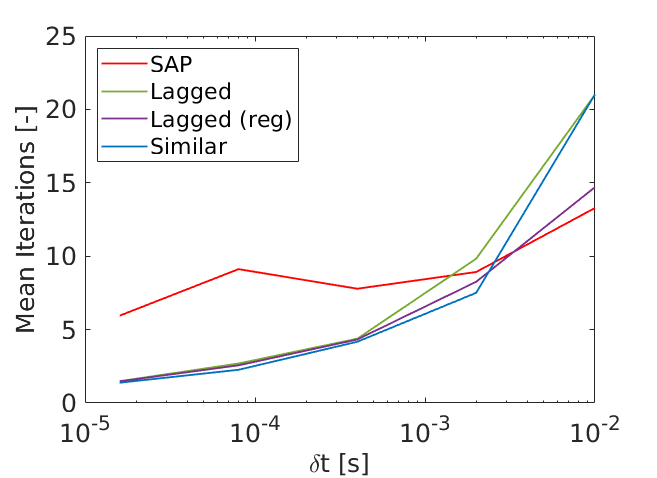 25
20
15
10
5
0
SAP
Lagged
Lagged (reg)
Similar
Mean Iterations [-]
10^-5
10^-4
10^-3
10^-2
δt [s]